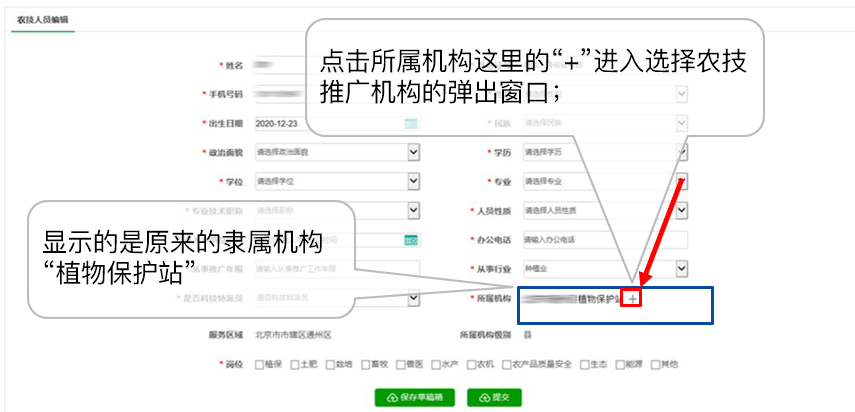 农技人员编辑
* 姓名
点击所属机构这里的“+”进入选择农技
推广机构的弹出窗口；
* 手机号码
* 出生日期 2020-12-23 * 民族 请选择民族
* 政治面貌 请选择政治面貌 * 学历 请选择学历
* 学位 请选择学位 * 专业 请选择专业
* 专业技术职称 请选择职称 * 人员性质 请选择人员性质
显示的是原来的隶属机构
“植物保护站”
时间 * 办公电话 请输入办公电话
从事推广年限 请输入从事推广工作年限 * 从事行业 种植业
* 是否科技特派员 是否科技特派员 * 所属机构 植物保护站 +
服务区域 北京市市辖区通州区 所属机构级别 县
* 岗位 植保 土肥 栽培 畜牧 兽医 水产 农机 农产品质量安全 生态 能源 其他
保存草稿箱 提交